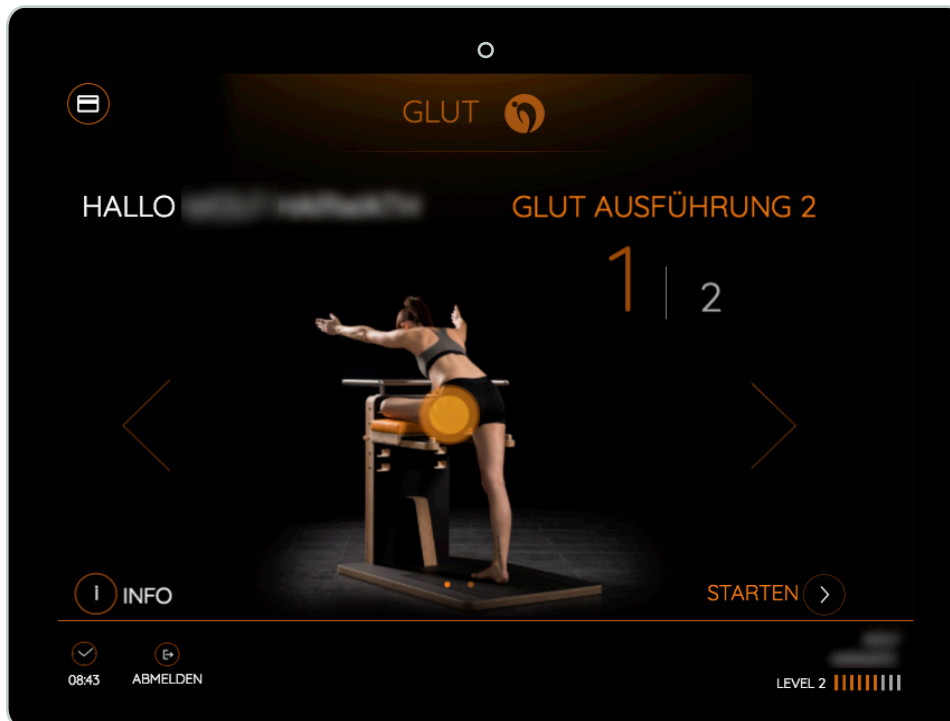 GLUT
HALLO
GLUT AUSFÜHRUNG 2
1 | 2
I INFO
STARTEN
08:43
ABMELDEN
LEVEL 2